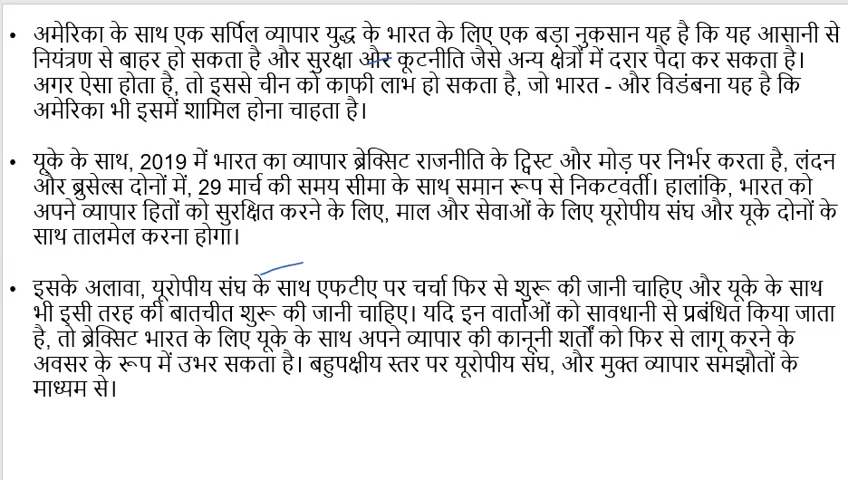 • अमेरिका के साथ एक सर्पिल व्यापार युद्ध के भारत के लिए एक बड़ा नुकसान यह है कि यह आसानी से
नियंत्रण से बाहर हो सकता है और सुरक्षा और कूटनीति जैसे अन्य क्षेत्रों में दरार पैदा कर सकता है।
अगर ऐसा होता है, तो इससे चीन को काफी लाभ हो सकता है, जो भारत - और विडंबना यह है कि
अमेरिका भी इसमें शामिल होना चाहता है।
• यूके के साथ, 2019 में भारत का व्यापार ब्रेक्सिट राजनीति के ट्विस्ट और मोड़ पर निर्भर करता है, लंदन
और ब्रुसेल्स दोनों में, 29 मार्च की समय सीमा के साथ समान रूप से निकटवर्ती। हालांकि, भारत को
अपने व्यापार हितों को सुरक्षित करने के लिए, माल और सेवाओं के लिए यूरोपीय संघ और यूके दोनों के
साथ तालमेल करना होगा।
• इसके अलावा, यूरोपीय संघ के साथ एफटीए पर चर्चा फिर से शुरू की जानी चाहिए और यूके के साथ
भी इसी तरह की बातचीत शुरू की जानी चाहिए। यदि इन वार्ताओं को सावधानी से प्रबंधित किया जाता
है, तो ब्रेक्सिट भारत के लिए यूके के साथ अपने व्यापार की कानूनी शर्तों को फिर से लागू करने के
अवसर के रूप में उभर सकता है। बहुपक्षीय स्तर पर यूरोपीय संघ, और मुक्त व्यापार समझौतों के
माध्यम से।